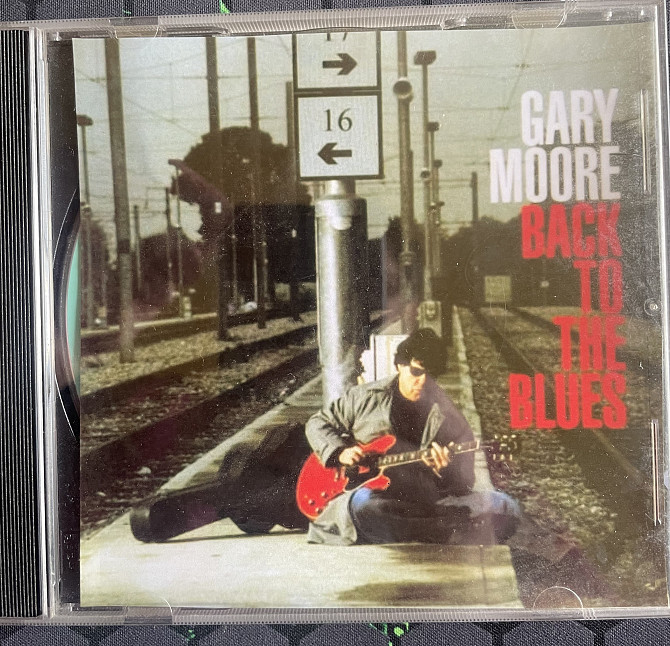 17
16
GARY
MOORE
BACK
TO
THE
BLUES